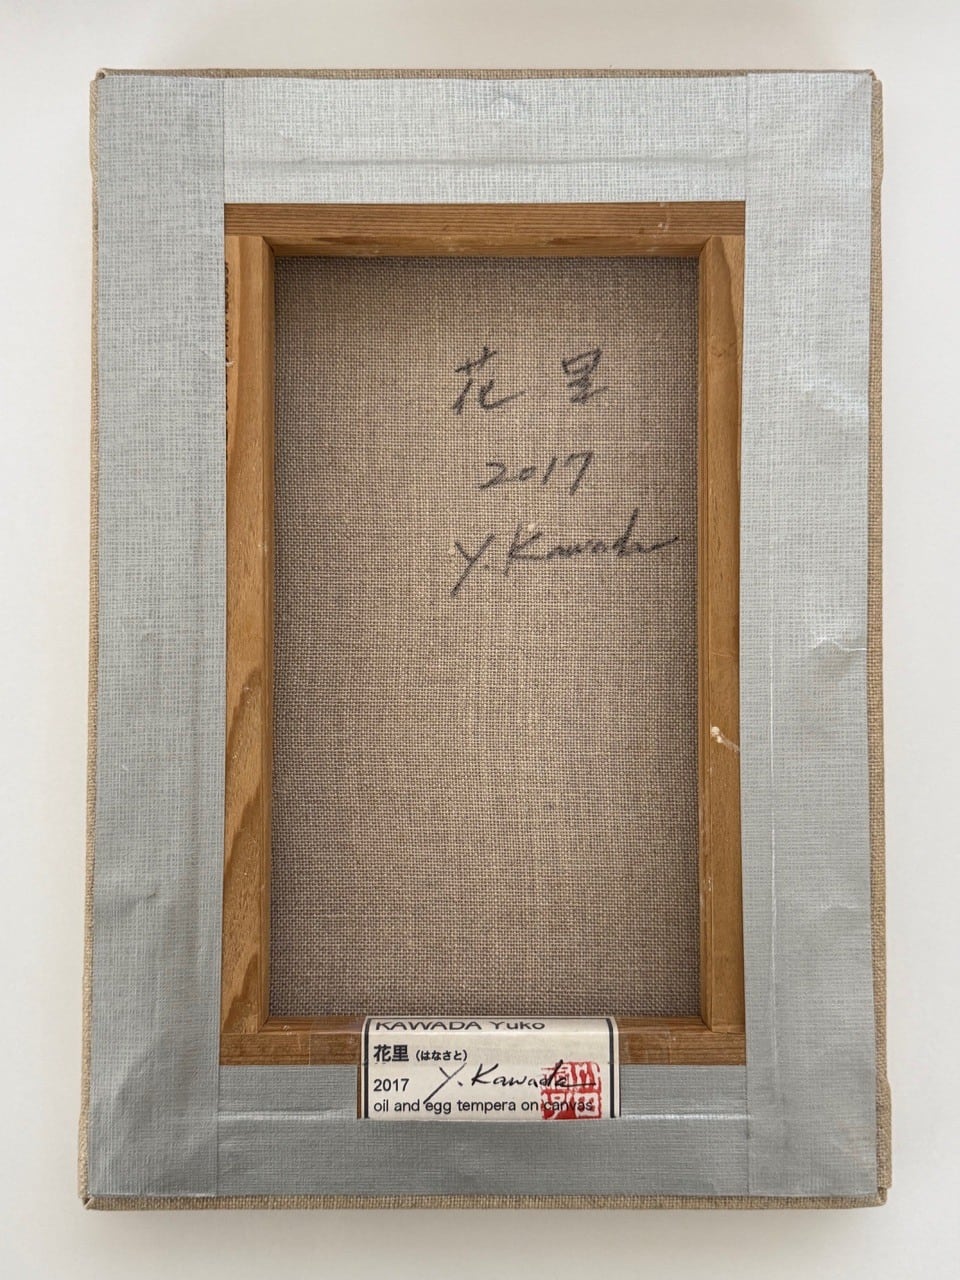 花里
2017
Y. Kawada
KAWADA Yuko
花里 (はなさと)
2017 Y. Kawada
oil and egg tempera on canvas